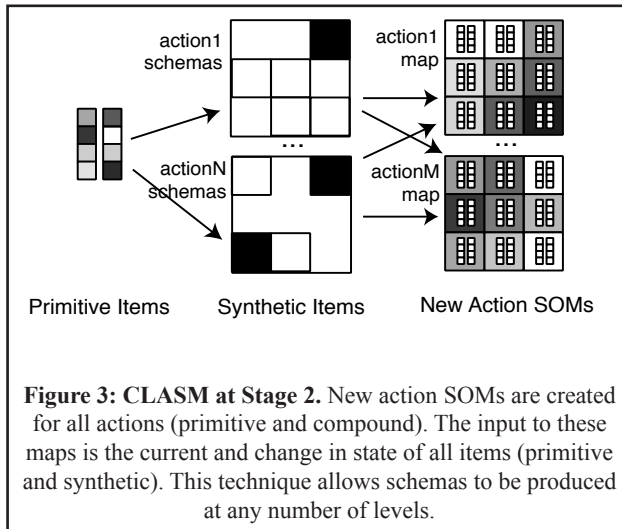 action1
schemas
action1
map
...
...
actionN
schemas
actionM
map
Primitive Items
Synthetic Items
New Action SOMs
Figure 3: CLASM at Stage 2. New action SOMs are created
for all actions (primitive and compound). The input to these
maps is the current and change in state of all items (primitive
and synthetic). This technique allows schemas to be produced
at any number of levels.